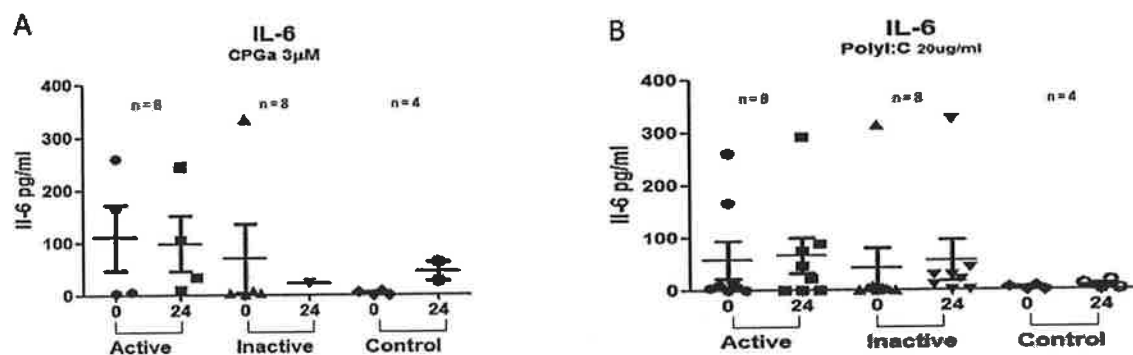 A
IL-6
CPGa 3µM
Il-6 pg/ml
400
300
200
100
0
n=
n=8
n=4
0 24 0 24 0 24
Active Inactive Control
B
IL-6
PolyI:C 20ug/ml
Il-6 pg/ml
400
300
200
100
0
n=
n=8
n=4
0 24 0 24 0 24
Active Inactive Control